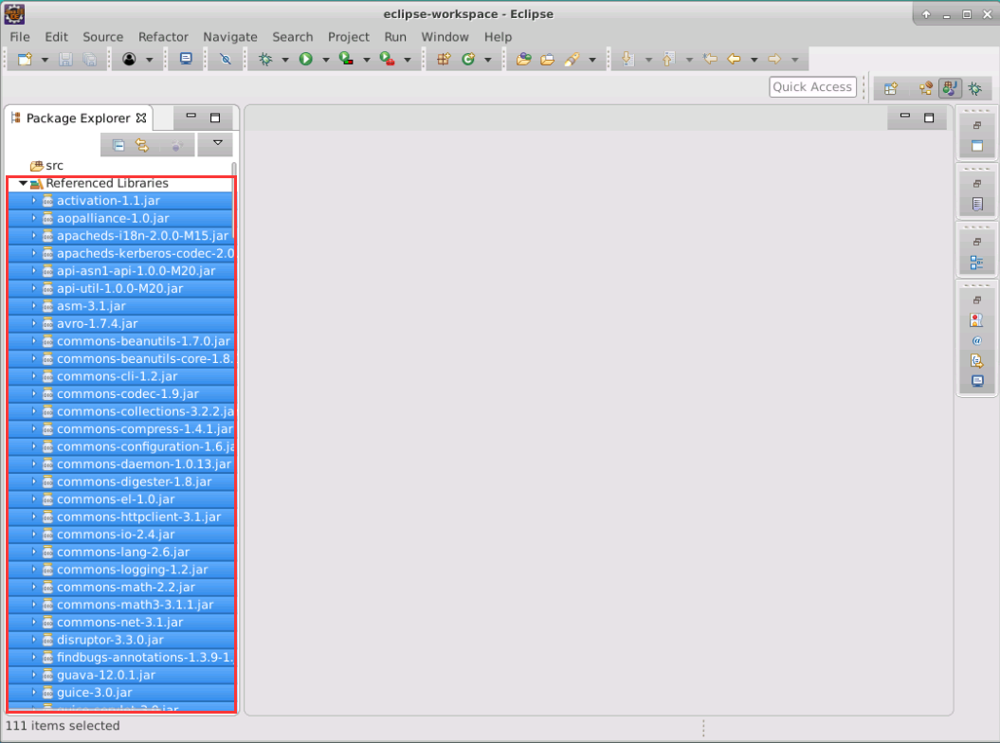 eclipse-workspace - Eclipse
File Edit Source Refactor Navigate Search Project Run Window Help
Quick Access
Package Explorer
src
Referenced Libraries
activation-1.1.jar
aopalliance-1.0.jar
apacheds-i18n-2.0.0-M15.jar
apacheds-kerberos-codec-2.0
api-asn1-api-1.0.0-M20.jar
api-util-1.0.0-M20.jar
asm-3.1.jar
avro-1.7.4.jar
commons-beanutils-1.7.0.jar
commons-beanutils-core-1.8.
commons-cli-1.2.jar
commons-codec-1.9.jar
commons-collections-3.2.2.ja
commons-compress-1.4.1.jar
commons-configuration-1.6.ja
commons-daemon-1.0.13.jar
commons-digester-1.8.jar
commons-el-1.0.jar
commons-httpclient-3.1.jar
commons-io-2.4.jar
commons-lang-2.6.jar
commons-logging-1.2.jar
commons-math-2.2.jar
commons-math3-3.1.1.jar
commons-net-3.1.jar
disruptor-3.3.0.jar
findbugs-annotations-1.3.9-1.
guava-12.0.1.jar
guice-3.0.jar
guice-servlet-3.0.jar
111 items selected